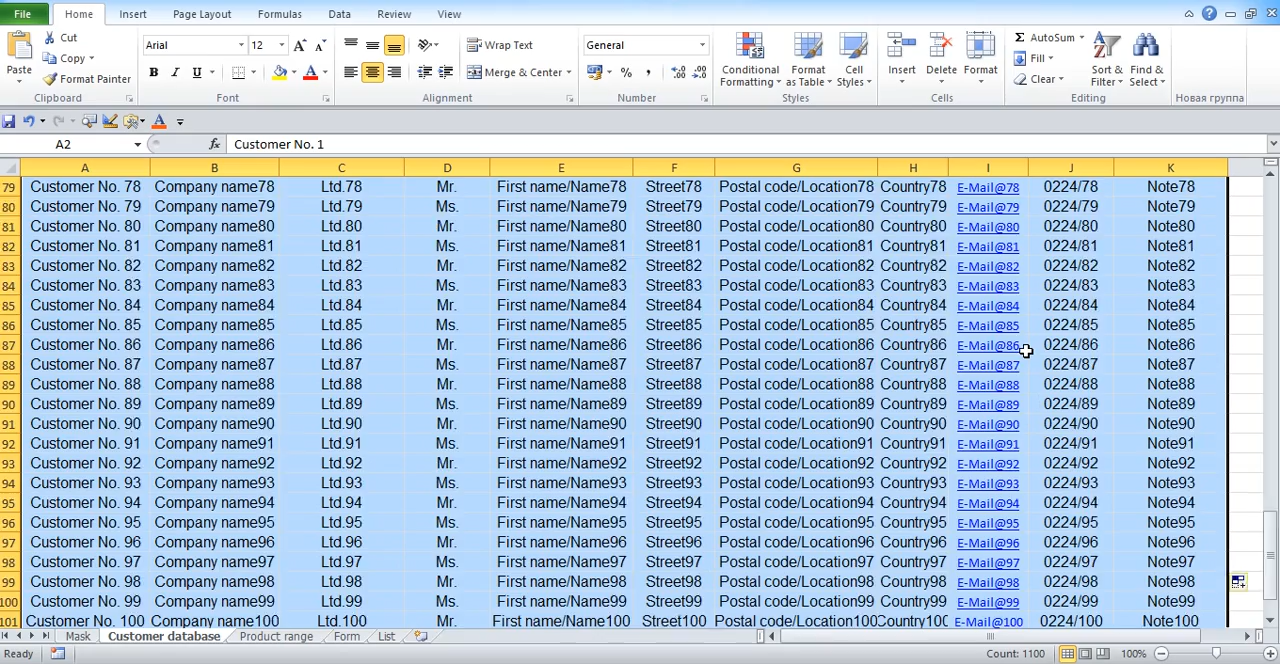 File Home Insert Page Layout Formulas Data Review View
Cut
Copy
Format Painter
Paste
Arial 12
B I U
Wrap Text
Merge & Center
General
Conditional Formatting
Format as Table
Cell Styles
Insert Delete Format
AutoSum
Fill
Clear
Sort & Filter
Find & Select
Clipboard Font Alignment Number Styles Cells Editing Новая группа
A2 fx Customer No. 1
A B C D E F G H I J K
79 Customer No. 78 Company name78 Ltd.78 Mr. First name/Name78 Street78 Postal code/Location78 Country78 E-Mail@78 0224/78 Note78
80 Customer No. 79 Company name79 Ltd.79 Ms. First name/Name79 Street79 Postal code/Location79 Country79 E-Mail@79 0224/79 Note79
81 Customer No. 80 Company name80 Ltd.80 Mr. First name/Name80 Street80 Postal code/Location80 Country80 E-Mail@80 0224/80 Note80
82 Customer No. 81 Company name81 Ltd.81 Ms. First name/Name81 Street81 Postal code/Location81 Country81 E-Mail@81 0224/81 Note81
83 Customer No. 82 Company name82 Ltd.82 Mr. First name/Name82 Street82 Postal code/Location82 Country82 E-Mail@82 0224/82 Note82
84 Customer No. 83 Company name83 Ltd.83 Ms. First name/Name83 Street83 Postal code/Location83 Country83 E-Mail@83 0224/83 Note83
85 Customer No. 84 Company name84 Ltd.84 Mr. First name/Name84 Street84 Postal code/Location84 Country84 E-Mail@84 0224/84 Note84
86 Customer No. 85 Company name85 Ltd.85 Ms. First name/Name85 Street85 Postal code/Location85 Country85 E-Mail@85 0224/85 Note85
87 Customer No. 86 Company name86 Ltd.86 Mr. First name/Name86 Street86 Postal code/Location86 Country86 E-Mail@86 0224/86 Note86
88 Customer No. 87 Company name87 Ltd.87 Ms. First name/Name87 Street87 Postal code/Location87 Country87 E-Mail@87 0224/87 Note87
89 Customer No. 88 Company name88 Ltd.88 Mr. First name/Name88 Street88 Postal code/Location88 Country88 E-Mail@88 0224/88 Note88
90 Customer No. 89 Company name89 Ltd.89 Ms. First name/Name89 Street89 Postal code/Location89 Country89 E-Mail@89 0224/89 Note89
91 Customer No. 90 Company name90 Ltd.90 Mr. First name/Name90 Street90 Postal code/Location90 Country90 E-Mail@90 0224/90 Note90
92 Customer No. 91 Company name91 Ltd.91 Ms. First name/Name91 Street91 Postal code/Location91 Country91 E-Mail@91 0224/91 Note91
93 Customer No. 92 Company name92 Ltd.92 Mr. First name/Name92 Street92 Postal code/Location92 Country92 E-Mail@92 0224/92 Note92
94 Customer No. 93 Company name93 Ltd.93 Ms. First name/Name93 Street93 Postal code/Location93 Country93 E-Mail@93 0224/93 Note93
95 Customer No. 94 Company name94 Ltd.94 Mr. First name/Name94 Street94 Postal code/Location94 Country94 E-Mail@94 0224/94 Note94
96 Customer No. 95 Company name95 Ltd.95 Ms. First name/Name95 Street95 Postal code/Location95 Country95 E-Mail@95 0224/95 Note95
97 Customer No. 96 Company name96 Ltd.96 Mr. First name/Name96 Street96 Postal code/Location96 Country96 E-Mail@96 0224/96 Note96
98 Customer No. 97 Company name97 Ltd.97 Ms. First name/Name97 Street97 Postal code/Location97 Country97 E-Mail@97 0224/97 Note97
99 Customer No. 98 Company name98 Ltd.98 Mr. First name/Name98 Street98 Postal code/Location98 Country98 E-Mail@98 0224/98 Note98
100 Customer No. 99 Company name99 Ltd.99 Ms. First name/Name99 Street99 Postal code/Location99 Country99 E-Mail@99 0224/99 Note99
101 Customer No. 100 Company name100 Ltd.100 Mr. First name/Name100 Street100 Postal code/Location100 Country100 E-Mail@100 0224/100 Note100
Mask Customer database Product range Form List
Ready Count: 1100 100%